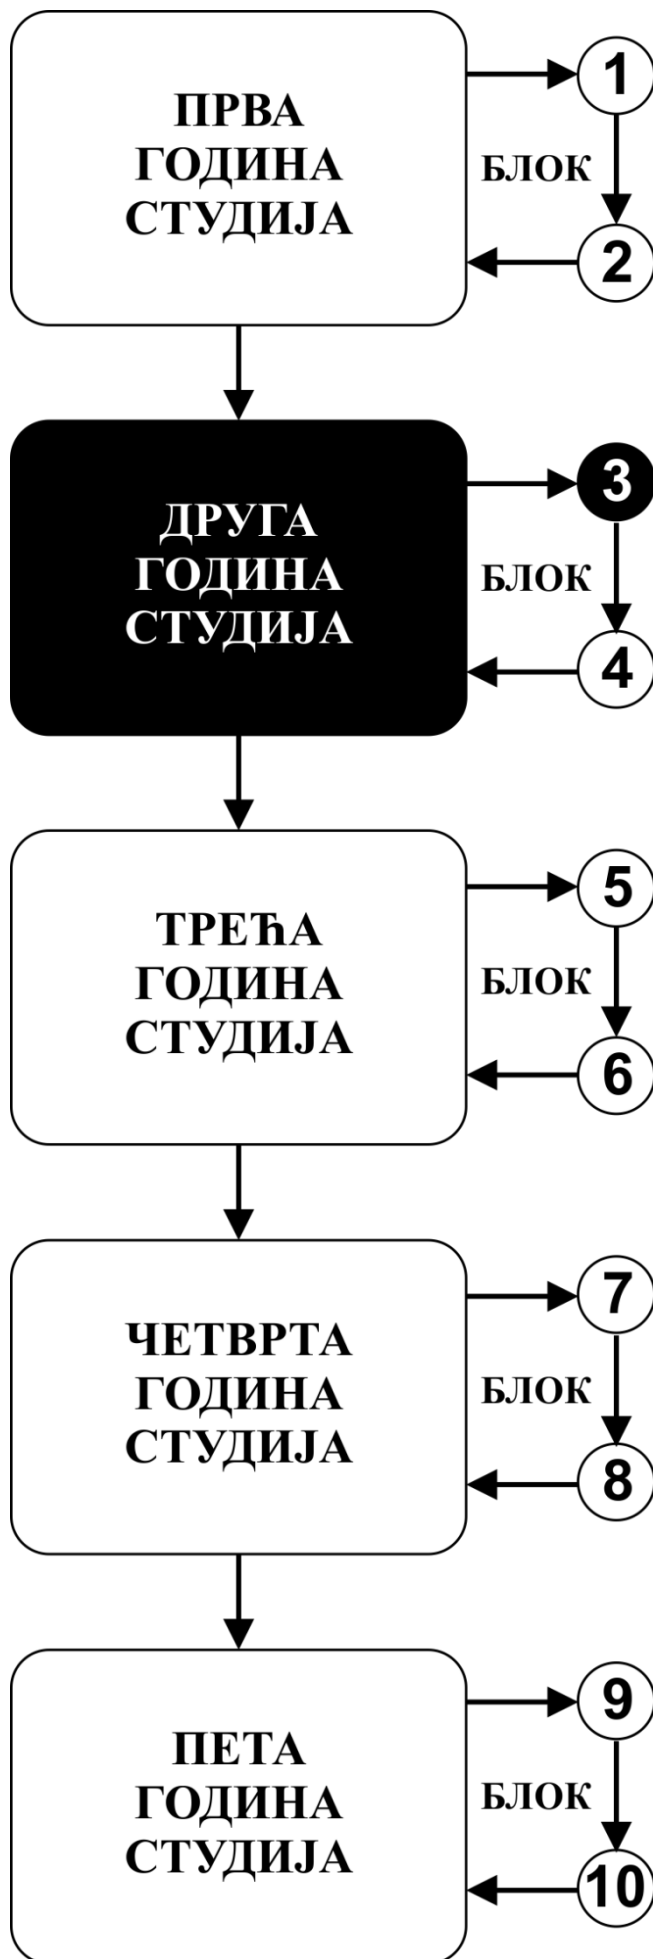 ПРВА
ГОДИНА
СТУДИЈА
1
БЛОК
2
ДРУГА
ГОДИНА
СТУДИЈА
3
БЛОК
4
ТРЕЋА
ГОДИНА
СТУДИЈА
5
БЛОК
6
ЧЕТВРТА
ГОДИНА
СТУДИЈА
7
БЛОК
8
ПЕТА
ГОДИНА
СТУДИЈА
9
БЛОК
10